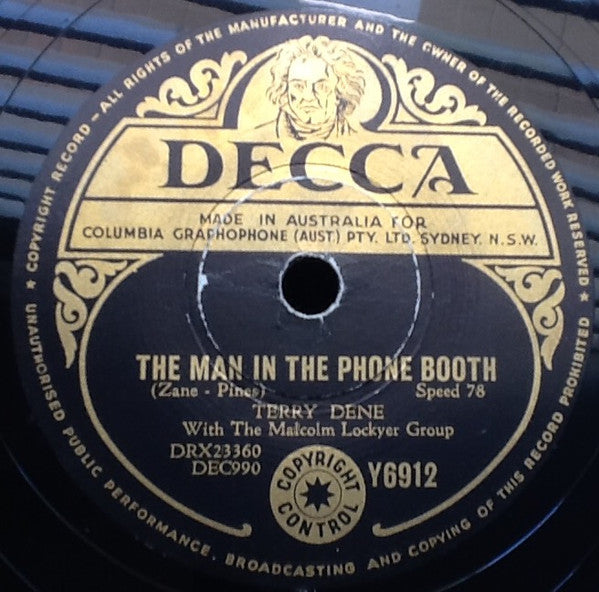 COPYRIGHT RECORD – ALL RIGHTS OF THE MANUFACTURER AND THE OWNER OF THE RECORDED WORK RESERVED ★
DECCA
MADE IN AUSTRALIA FOR
COLUMBIA GRAPHOPHONE (AUST.) PTY. LTD. SYDNEY. N.S.W.
THE MAN IN THE PHONE BOOTH
(Zane - Pines) Speed 78
TERRY DENE
With The Malcolm Lockyer Group
DRX23360
DEC990
Y6912
COPYRIGHT
CONTROL
★ UNAUTHORISED PUBLIC PERFORMANCE, BROADCASTING AND COPYING OF THIS RECORD PROHIBITED